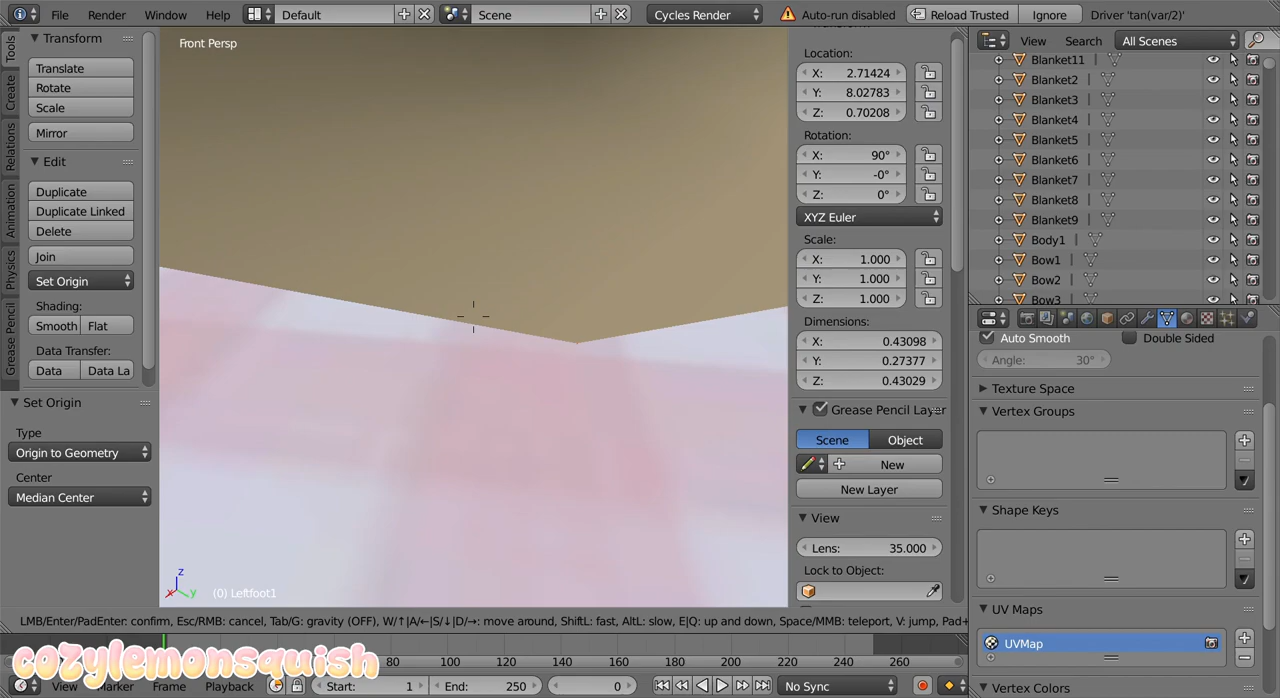 File Render Window Help Default Scene Cycles Render Auto-run disabled Reload Trusted Ignore Driver 'tan(var/2)'
Tools
Create
Relations
Animation
Physics
Grease Pencil
Transform
Translate
Rotate
Scale
Mirror
Edit
Duplicate
Duplicate Linked
Delete
Join
Set Origin
Shading:
Smooth Flat
Data Transfer:
Data Data La
Set Origin
Type
Origin to Geometry
Center
Median Center
Front Persp
z
x y
(0) Leftfoot1
Location:
X: 2.71424
Y: 8.02783
Z: 0.70208
Rotation:
X: 90°
Y: -0°
Z: 0°
XYZ Euler
Scale:
X: 1.000
Y: 1.000
Z: 1.000
Dimensions:
X: 0.43098
Y: 0.27377
Z: 0.43029
Grease Pencil Layer
Scene Object
New
New Layer
View
Lens: 35.000
Lock to Object:
View Search All Scenes
Blanket11
Blanket2
Blanket3
Blanket4
Blanket5
Blanket6
Blanket7
Blanket8
Blanket9
Body1
Bow1
Bow2
Bow3
Auto Smooth Double Sided
Angle: 30°
Texture Space
Vertex Groups
Shape Keys
UV Maps
UVMap
Vertex Colors
LMB/Enter/PadEnter: confirm, Esc/RMB: cancel, Tab/G: gravity (OFF), W/↑|A/←|S/↓|D/→: move around, ShiftL: fast, AltL: slow, E|Q: up and down, Space/MMB: teleport, V: jump, Pad+
80 100 120 140 160 180 200 220 240 260
cozylemonsquish
View Marker Frame Playback Start: 1 End: 250 0 No Sync